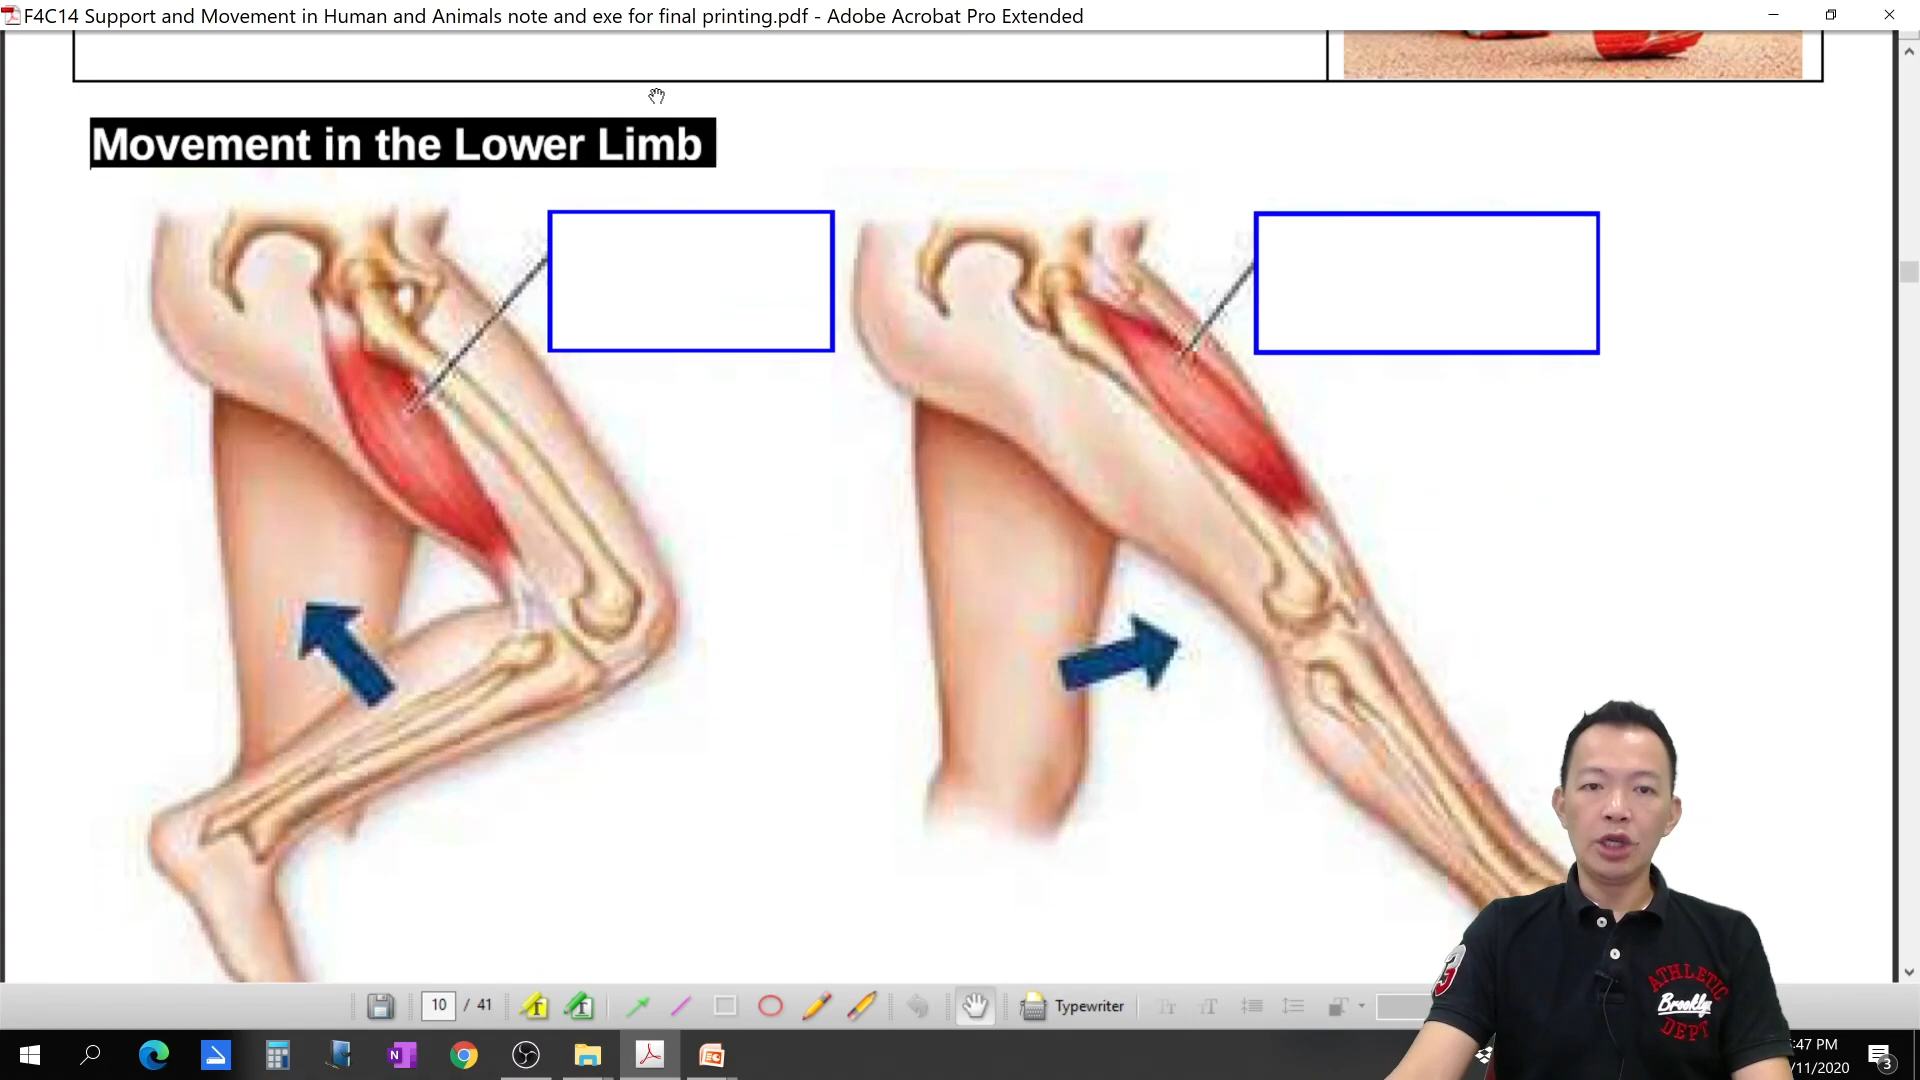 F4C14 Support and Movement in Human and Animals note and exe for final printing.pdf - Adobe Acrobat Pro Extended
Movement in the Lower Limb
10 / 41
Typewriter
ATHLETIC
Brooklyn
DEPT
:47 PM
/11/2020
3